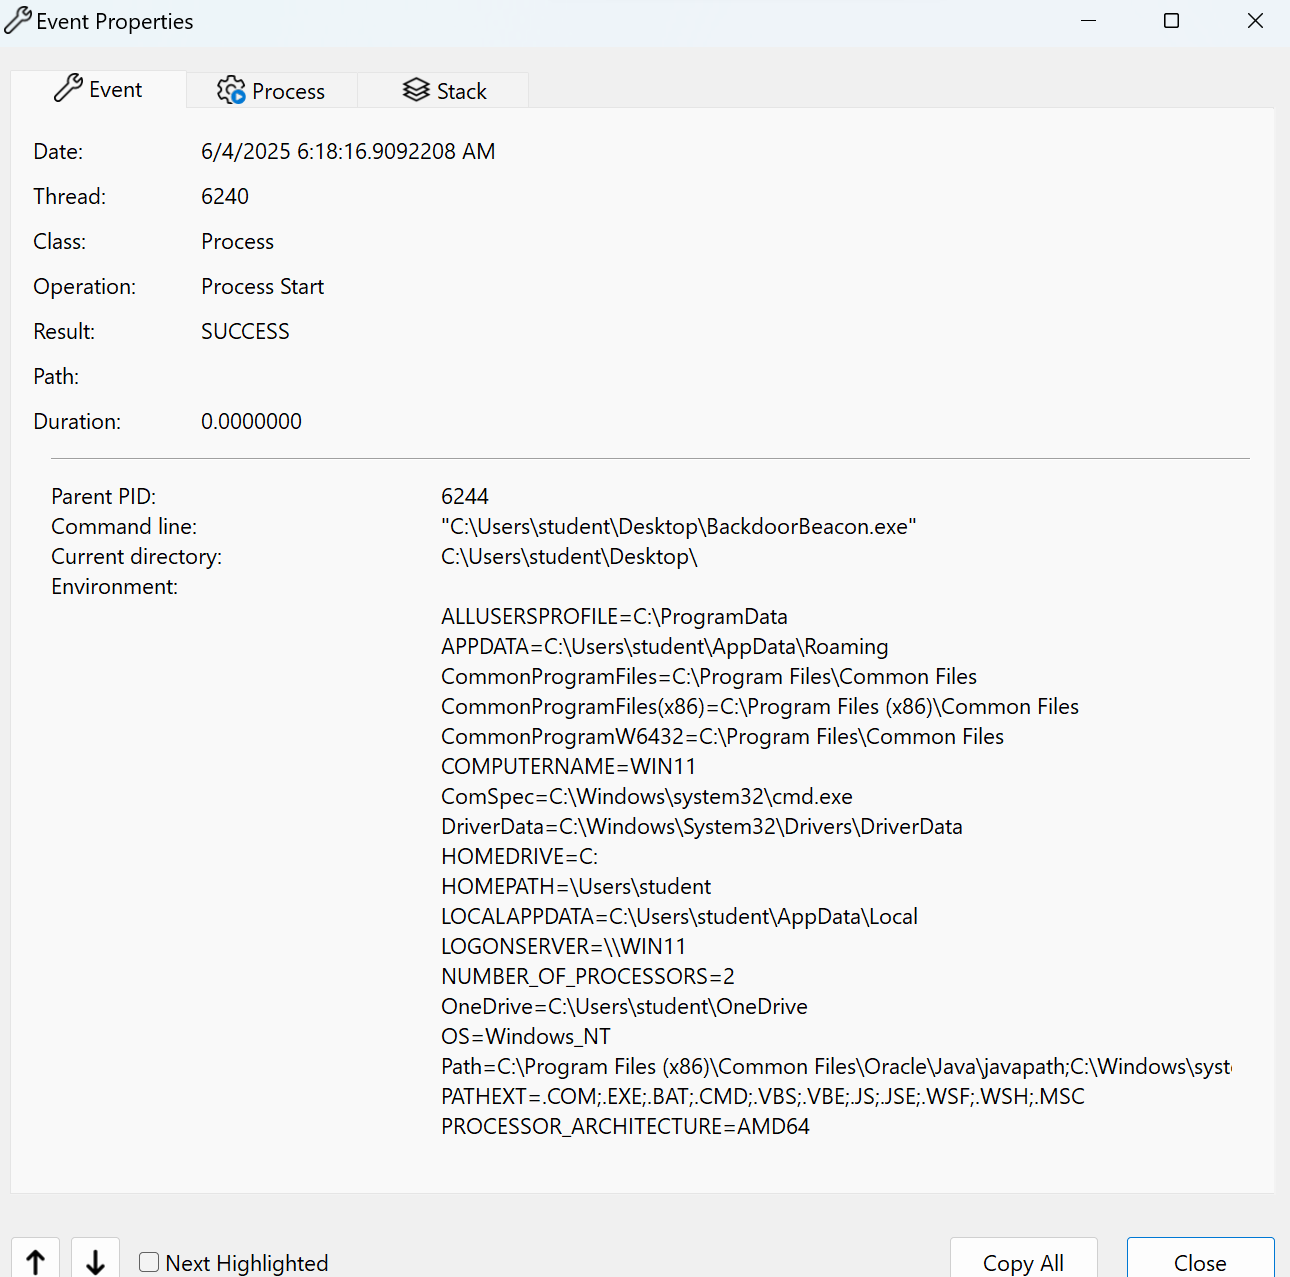 Event Properties
Event Process Stack
Date: 6/4/2025 6:18:16.9092208 AM
Thread: 6240
Class: Process
Operation: Process Start
Result: SUCCESS
Path:
Duration: 0.0000000
Parent PID: 6244
Command line: "C:\Users\student\Desktop\BackdoorBeacon.exe"
Current directory: C:\Users\student\Desktop\
Environment:
ALLUSERSPROFILE=C:\ProgramData
APPDATA=C:\Users\student\AppData\Roaming
CommonProgramFiles=C:\Program Files\Common Files
CommonProgramFiles(x86)=C:\Program Files (x86)\Common Files
CommonProgramW6432=C:\Program Files\Common Files
COMPUTERNAME=WIN11
ComSpec=C:\Windows\system32\cmd.exe
DriverData=C:\Windows\System32\Drivers\DriverData
HOMEDRIVE=C:
HOMEPATH=\Users\student
LOCALAPPDATA=C:\Users\student\AppData\Local
LOGONSERVER=\\WIN11
NUMBER_OF_PROCESSORS=2
OneDrive=C:\Users\student\OneDrive
OS=Windows_NT
Path=C:\Program Files (x86)\Common Files\Oracle\Java\javapath;C:\Windows\syst
PATHEXT=.COM;.EXE;.BAT;.CMD;.VBS;.VBE;.JS;.JSE;.WSF;.WSH;.MSC
PROCESSOR_ARCHITECTURE=AMD64
Next Highlighted Copy All Close